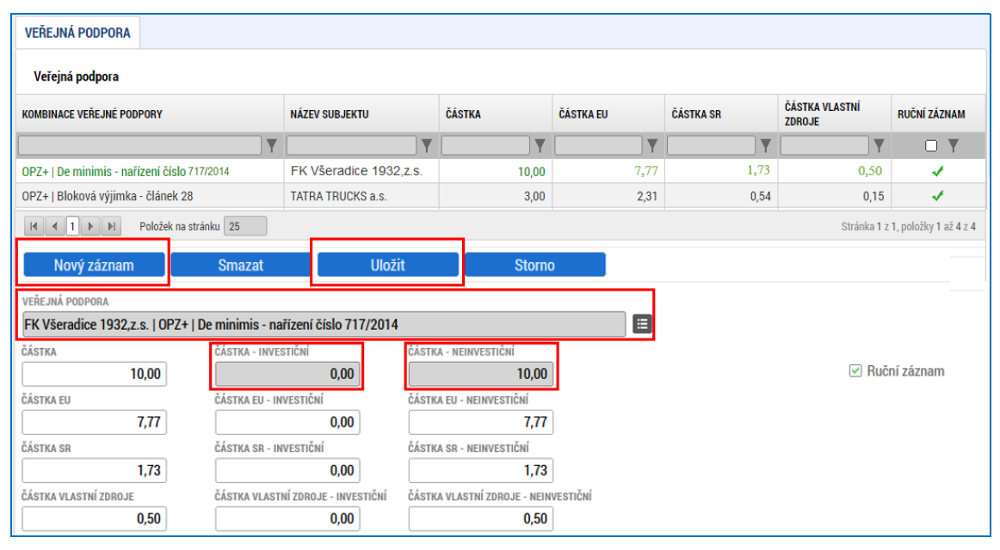 VEŘEJNÁ PODPORA
Veřejná podpora
KOMBINACE VEŘEJNÉ PODPORY NÁZEV SUBJEKTU ČÁSTKA ČÁSTKA EU ČÁSTKA SR ČÁSTKA VLASTNÍ ZDROJE RUČNÍ ZÁZNAM
OPZ+ | De minimis - nařízení číslo 717/2014 FK Všeradice 1932,z.s. 10,00 7,77 1,73 0,50
OPZ+ | Bloková výjimka - článek 28 TATRA TRUCKS a.s. 3,00 2,31 0,54 0,15
1 Položek na stránku 25 Stránka 1 z 1, položky 1 až 4 z 4
Nový záznam Smazat Uložit Storno
VEŘEJNÁ PODPORA
FK Všeradice 1932,z.s. | OPZ+ | De minimis - nařízení číslo 717/2014
ČÁSTKA ČÁSTKA - INVESTIČNÍ ČÁSTKA - NEINVESTIČNÍ
10,00 0,00 10,00 Ruční záznam
ČÁSTKA EU ČÁSTKA EU - INVESTIČNÍ ČÁSTKA EU - NEINVESTIČNÍ
7,77 0,00 7,77
ČÁSTKA SR ČÁSTKA SR - INVESTIČNÍ ČÁSTKA SR - NEINVESTIČNÍ
1,73 0,00 1,73
ČÁSTKA VLASTNÍ ZDROJE ČÁSTKA VLASTNÍ ZDROJE - INVESTIČNÍ ČÁSTKA VLASTNÍ ZDROJE - NEINVESTIČNÍ
0,50 0,00 0,50